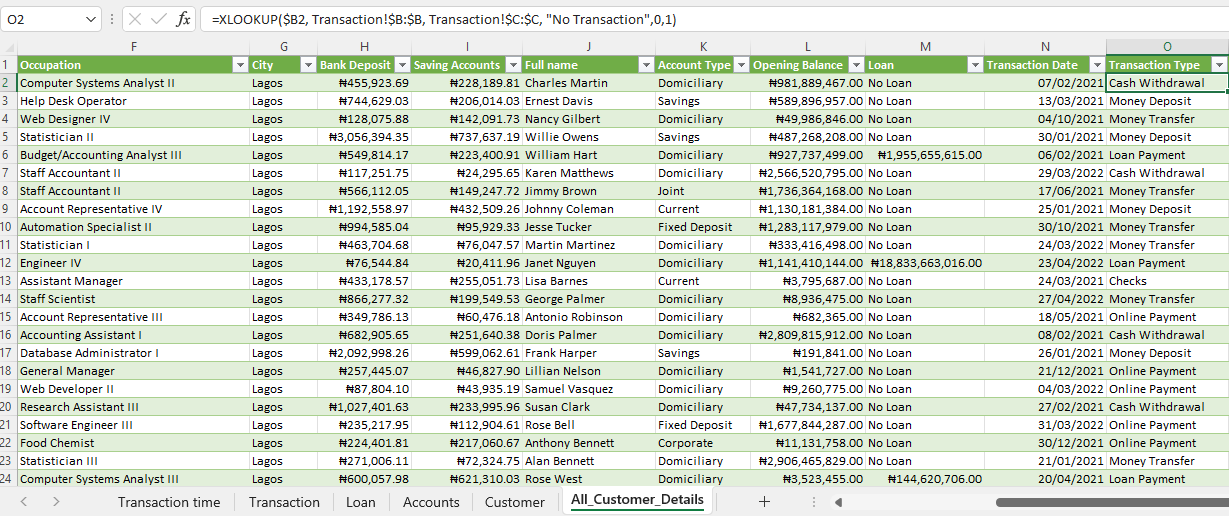 O2 fx =XLOOKUP($B2, Transaction!$B:$B, Transaction!$C:$C, "No Transaction",0,1)
F G H I J K L M N O
1 Occupation City Bank Deposit Saving Accounts Full name Account Type Opening Balance Loan Transaction Date Transaction Type
2 Computer Systems Analyst II Lagos ₦455,923.69 ₦228,189.81 Charles Martin Domiciliary ₦981,889,467.00 No Loan 07/02/2021 Cash Withdrawal
3 Help Desk Operator Lagos ₦744,629.03 ₦206,014.03 Ernest Davis Savings ₦589,896,957.00 No Loan 13/03/2021 Money Deposit
4 Web Designer IV Lagos ₦128,075.88 ₦142,091.73 Nancy Gilbert Domiciliary ₦49,986,846.00 No Loan 04/10/2021 Money Transfer
5 Statistician II Lagos ₦3,056,394.35 ₦737,637.19 Willie Owens Savings ₦487,268,208.00 No Loan 30/01/2021 Money Deposit
6 Budget/Accounting Analyst III Lagos ₦549,814.17 ₦223,400.91 William Hart Domiciliary ₦927,737,499.00 ₦1,955,655,615.00 06/02/2021 Loan Payment
7 Staff Accountant II Lagos ₦117,251.75 ₦24,295.65 Karen Matthews Domiciliary ₦2,566,520,795.00 No Loan 29/03/2022 Cash Withdrawal
8 Staff Accountant II Lagos ₦566,112.05 ₦149,247.72 Jimmy Brown Joint ₦1,736,364,168.00 No Loan 17/06/2021 Money Transfer
9 Account Representative IV Lagos ₦1,192,558.97 ₦432,509.26 Johnny Coleman Current ₦1,130,181,384.00 No Loan 25/01/2021 Money Deposit
10 Automation Specialist II Lagos ₦994,585.04 ₦95,929.33 Jesse Tucker Fixed Deposit ₦1,283,117,979.00 No Loan 30/10/2021 Money Transfer
11 Statistician I Lagos ₦463,704.68 ₦76,047.57 Martin Martinez Domiciliary ₦333,416,498.00 No Loan 24/03/2022 Money Transfer
12 Engineer IV Lagos ₦76,544.84 ₦20,411.96 Janet Nguyen Domiciliary ₦1,141,410,144.00 ₦18,833,663,016.00 23/04/2022 Loan Payment
13 Assistant Manager Lagos ₦433,178.57 ₦255,051.73 Lisa Barnes Current ₦3,795,687.00 No Loan 24/03/2021 Checks
14 Staff Scientist Lagos ₦866,277.32 ₦199,549.53 George Palmer Domiciliary ₦8,936,475.00 No Loan 27/04/2022 Money Transfer
15 Account Representative III Lagos ₦349,786.13 ₦60,476.18 Antonio Robinson Domiciliary ₦682,365.00 No Loan 18/05/2021 Online Payment
16 Accounting Assistant I Lagos ₦682,905.65 ₦251,640.38 Doris Palmer Domiciliary ₦2,809,815,912.00 No Loan 08/02/2021 Cash Withdrawal
17 Database Administrator I Lagos ₦2,092,998.26 ₦599,062.61 Frank Harper Savings ₦191,841.00 No Loan 26/01/2021 Money Deposit
18 General Manager Lagos ₦257,445.07 ₦46,827.90 Lillian Nelson Domiciliary ₦1,541,727.00 No Loan 21/12/2021 Online Payment
19 Web Developer II Lagos ₦87,804.10 ₦43,935.19 Samuel Vasquez Domiciliary ₦9,260,775.00 No Loan 04/03/2022 Online Payment
20 Research Assistant III Lagos ₦1,027,401.63 ₦233,995.96 Susan Clark Domiciliary ₦47,734,137.00 No Loan 27/02/2021 Cash Withdrawal
21 Software Engineer III Lagos ₦235,217.95 ₦112,904.61 Rose Bell Fixed Deposit ₦1,677,844,287.00 No Loan 31/03/2022 Online Payment
22 Food Chemist Lagos ₦224,401.81 ₦217,060.67 Anthony Bennett Corporate ₦11,131,758.00 No Loan 30/12/2021 Online Payment
23 Statistician III Lagos ₦271,006.11 ₦72,324.75 Alan Bennett Domiciliary ₦2,906,465,829.00 No Loan 21/01/2021 Money Transfer
24 Computer Systems Analyst III Lagos ₦600,057.98 ₦621,310.03 Rose West Domiciliary ₦3,523,455.00 ₦144,620,706.00 20/04/2021 Loan Payment
Transaction time Transaction Loan Accounts Customer All_Customer_Details